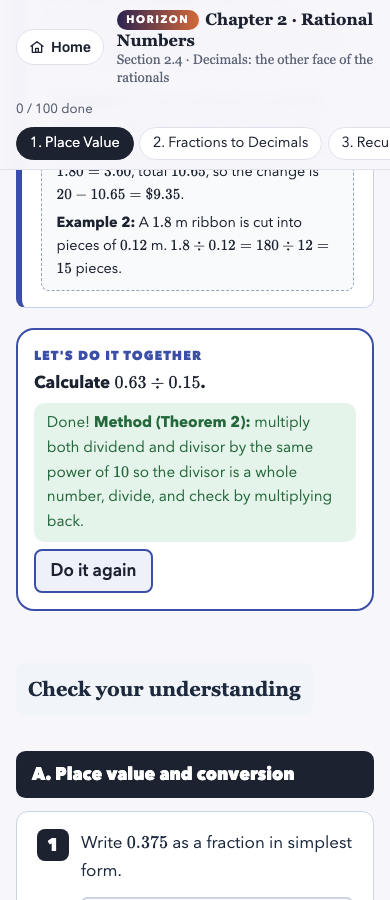 Home
HORIZON Chapter 2 · Rational
Numbers
Section 2.4 · Decimals: the other face of the
rationals
0 / 100 done
1. Place Value
2. Fractions to Decimals
3. Recu
1.80 = 3.60, total 10.65, so the change is
20 − 10.65 = $9.35.
Example 2: A 1.8 m ribbon is cut into
pieces of 0.12 m. 1.8 ÷ 0.12 = 180 ÷ 12 =
15 pieces.
LET'S DO IT TOGETHER
Calculate 0.63 ÷ 0.15.
Done! Method (Theorem 2): multiply
both dividend and divisor by the same
power of 10 so the divisor is a whole
number, divide, and check by multiplying
back.
Do it again
Check your understanding
A. Place value and conversion
1 Write 0.375 as a fraction in simplest
form.